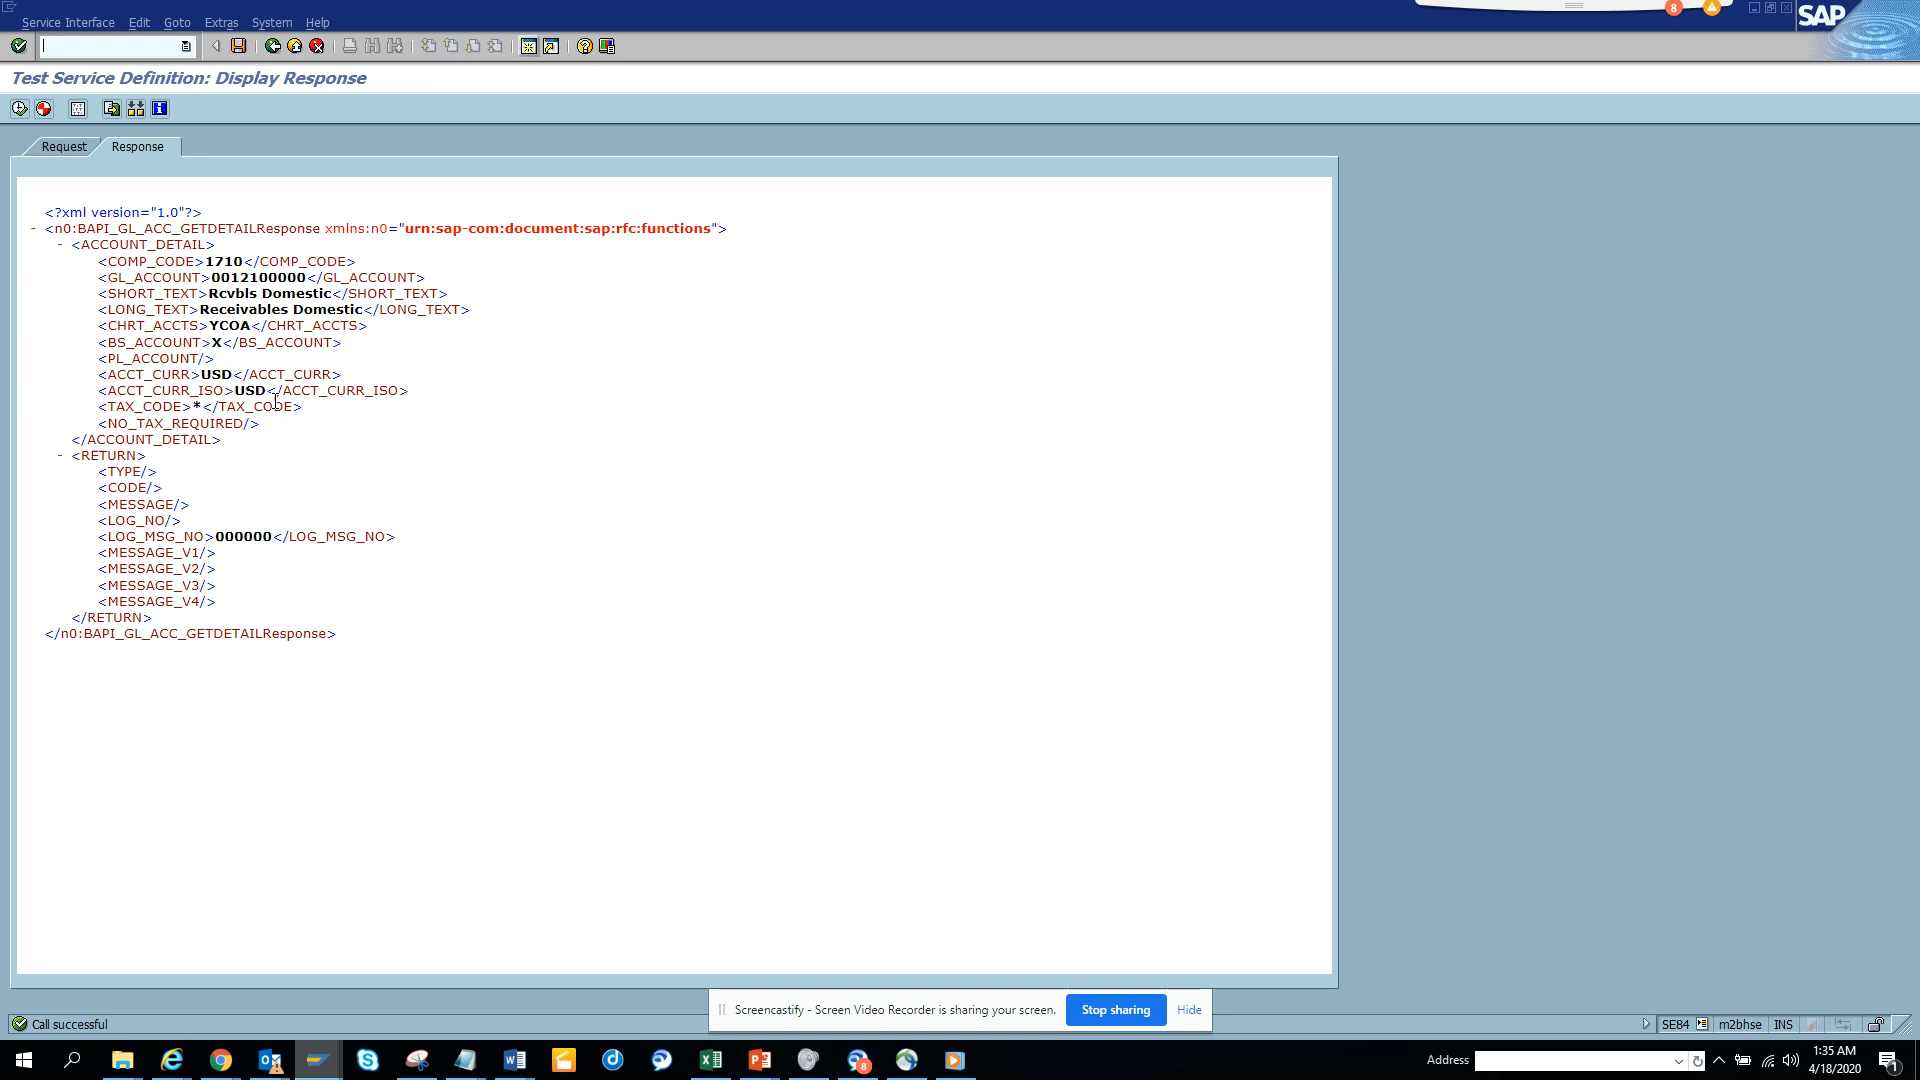 8
SAP
Service Interface Edit Goto Extras System Help
Test Service Definition: Display Response
Request Response
<?xml version="1.0"?>
- <n0:BAPI_GL_ACC_GETDETAILResponse xmlns:n0="urn:sap-com:document:sap:rfc:functions">
- <ACCOUNT_DETAIL>
<COMP_CODE>1710</COMP_CODE>
<GL_ACCOUNT>0012100000</GL_ACCOUNT>
<SHORT_TEXT>Rcvbls Domestic</SHORT_TEXT>
<LONG_TEXT>Receivables Domestic</LONG_TEXT>
<CHRT_ACCTS>YCOA</CHRT_ACCTS>
<BS_ACCOUNT>X</BS_ACCOUNT>
<PL_ACCOUNT/>
<ACCT_CURR>USD</ACCT_CURR>
<ACCT_CURR_ISO>USD</ACCT_CURR_ISO>
<TAX_CODE>*</TAX_CODE>
<NO_TAX_REQUIRED/>
</ACCOUNT_DETAIL>
- <RETURN>
<TYPE/>
<CODE/>
<MESSAGE/>
<LOG_NO/>
<LOG_MSG_NO>000000</LOG_MSG_NO>
<MESSAGE_V1/>
<MESSAGE_V2/>
<MESSAGE_V3/>
<MESSAGE_V4/>
</RETURN>
</n0:BAPI_GL_ACC_GETDETAILResponse>
Screencastify - Screen Video Recorder is sharing your screen. Stop sharing Hide
Call successful
SE84 m2bhse INS
Address
8
1:35 AM
4/18/2020
1